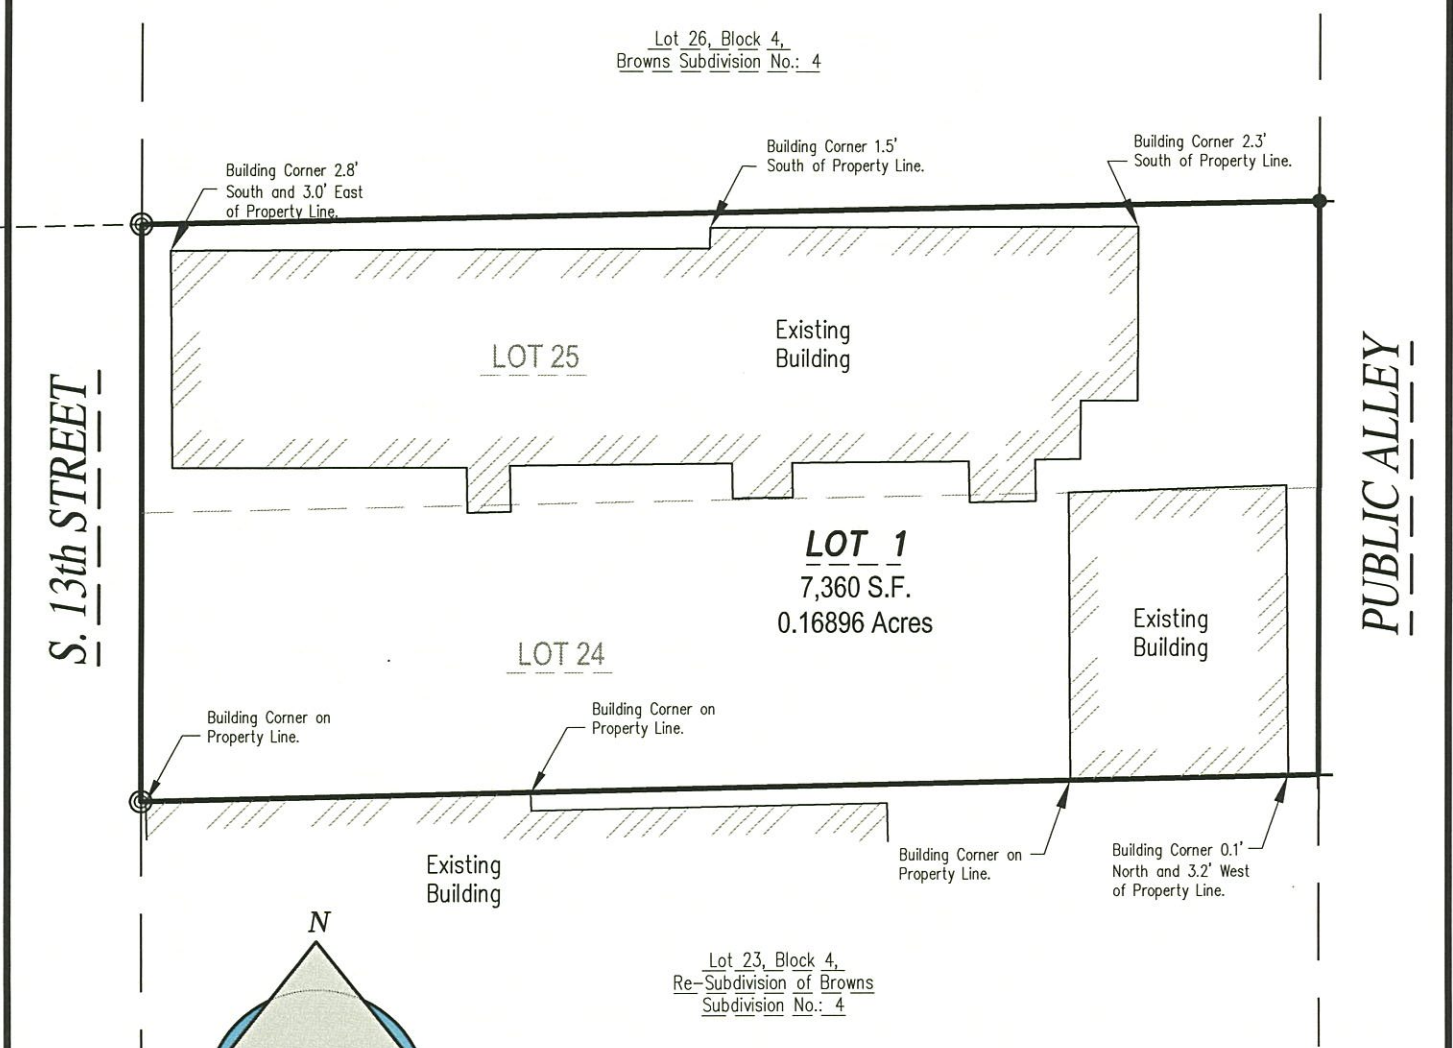 Lot 26, Block 4,
Browns Subdivision No.: 4
Building Corner 2.8'
South and 3.0' East
of Property Line.
Building Corner 1.5'
South of Property Line.
Building Corner 2.3'
South of Property Line.
S. 13th STREET
LOT 25
Existing
Building
PUBLIC ALLEY
LOT 1
7,360 S.F.
0.16896 Acres
LOT 24
Existing
Building
Building Corner on
Property Line.
Building Corner on
Property Line.
Existing
Building
Building Corner on
Property Line.
Building Corner 0.1'
North and 3.2' West
of Property Line.
N
Lot 23, Block 4,
Re-Subdivision of Browns
Subdivision No.: 4